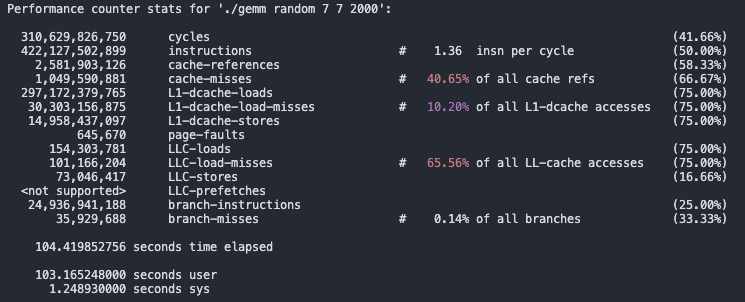 Performance counter stats for './gemm random 7 7 2000':
310,629,826,750 cycles (41.66%)
422,127,502,899 instructions # 1.36 insn per cycle (50.00%)
2,581,903,126 cache-references (58.33%)
1,049,590,881 cache-misses # 40.65% of all cache refs (66.67%)
297,172,379,765 L1-dcache-loads (75.00%)
30,303,156,875 L1-dcache-load-misses # 10.20% of all L1-dcache accesses (75.00%)
14,958,437,097 L1-dcache-stores (75.00%)
645,670 page-faults
154,303,781 LLC-loads (75.00%)
101,166,204 LLC-load-misses # 65.56% of all LL-cache accesses (75.00%)
73,046,417 LLC-stores (16.66%)
<not supported> LLC-prefetches
24,936,941,188 branch-instructions (25.00%)
35,929,688 branch-misses # 0.14% of all branches (33.33%)
104.419852756 seconds time elapsed
103.165248000 seconds user
1.248930000 seconds sys